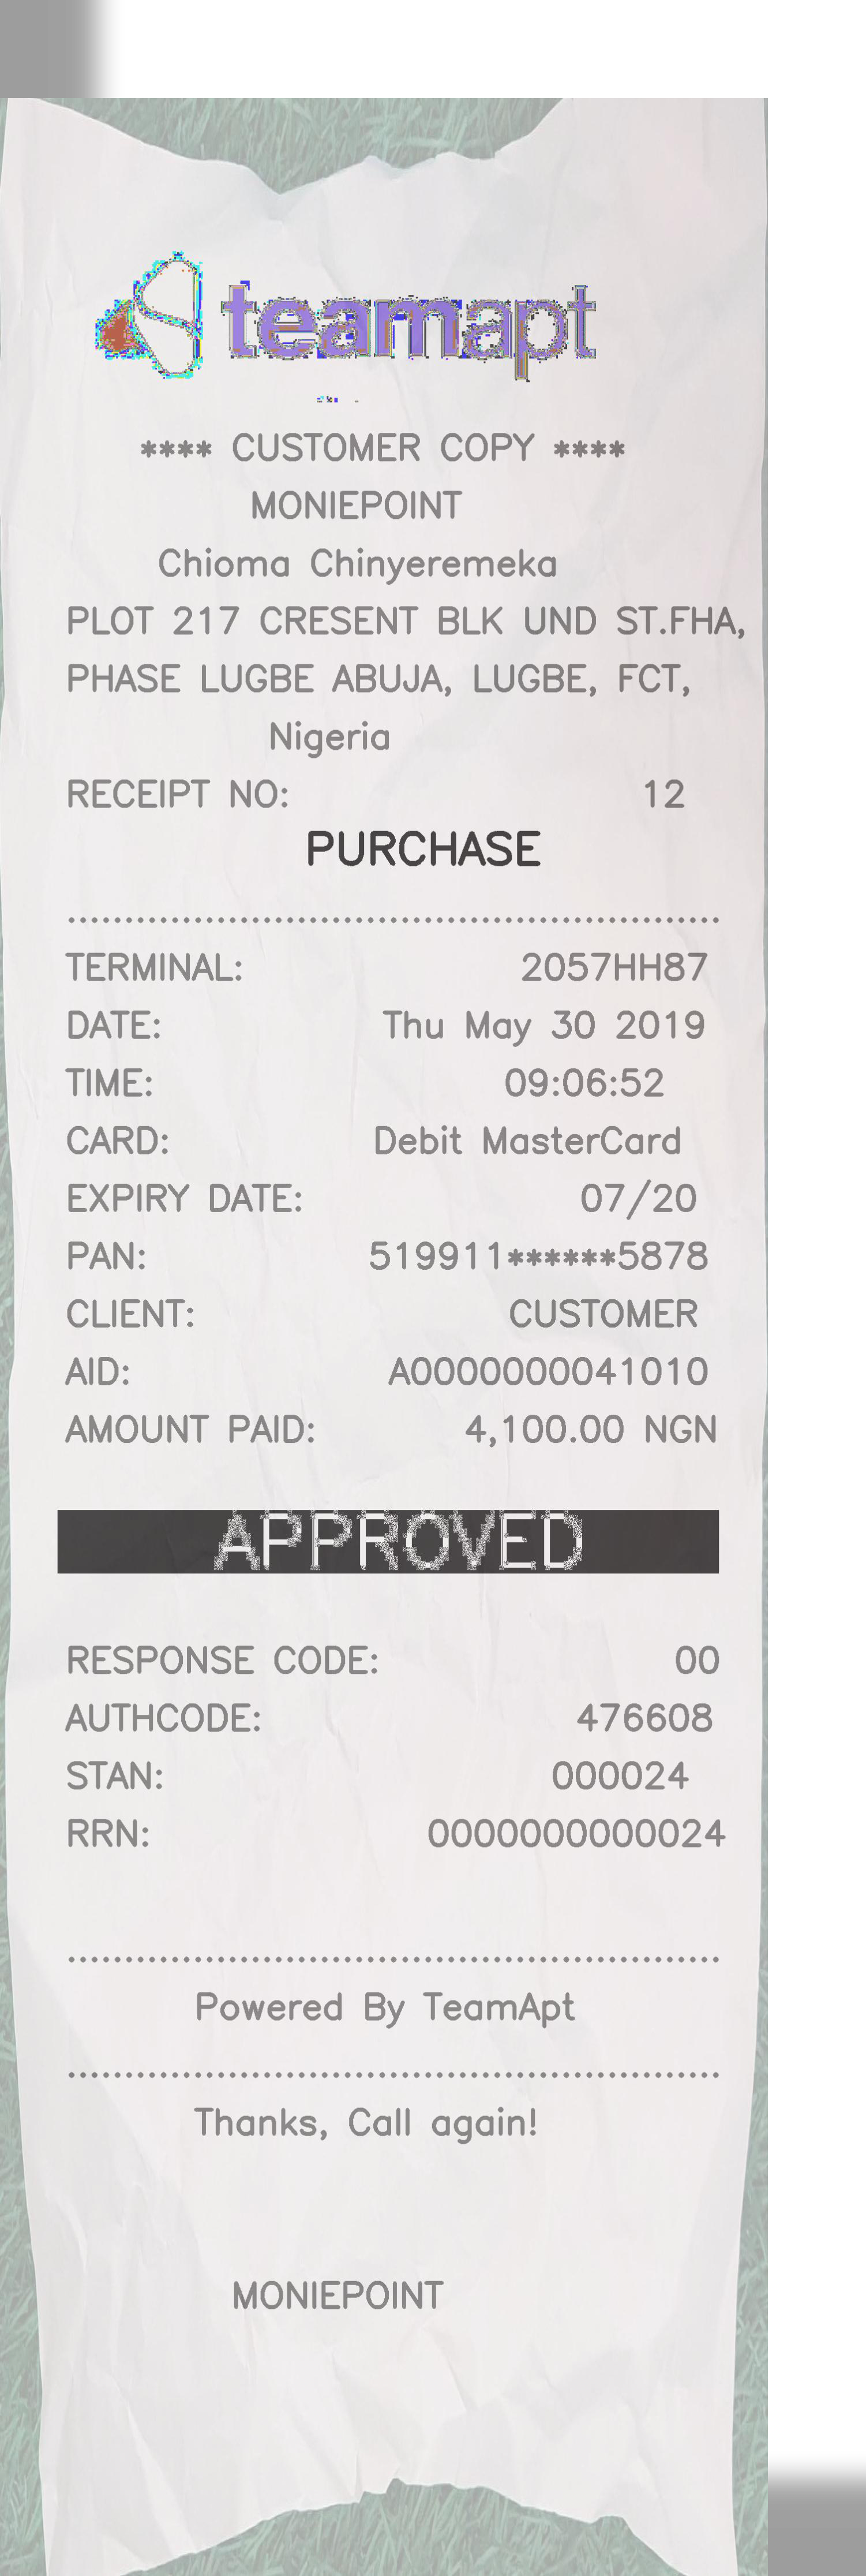 teamapt
**** CUSTOMER COPY ****
MONIEPOINT
Chioma Chinyeremeka
PLOT 217 CRESENT BLK UND ST.FHA,
PHASE LUGBE ABUJA, LUGBE, FCT,
Nigeria
RECEIPT NO: 12
PURCHASE
TERMINAL: 2057HH87
DATE: Thu May 30 2019
TIME: 09:06:52
CARD: Debit MasterCard
EXPIRY DATE: 07/20
PAN: 519911******5878
CLIENT: CUSTOMER
AID: A0000000041010
AMOUNT PAID: 4,100.00 NGN
APPROVED
RESPONSE CODE: 00
AUTHCODE: 476608
STAN: 000024
RRN: 0000000000024
Powered By TeamApt
Thanks, Call again!
MONIEPOINT